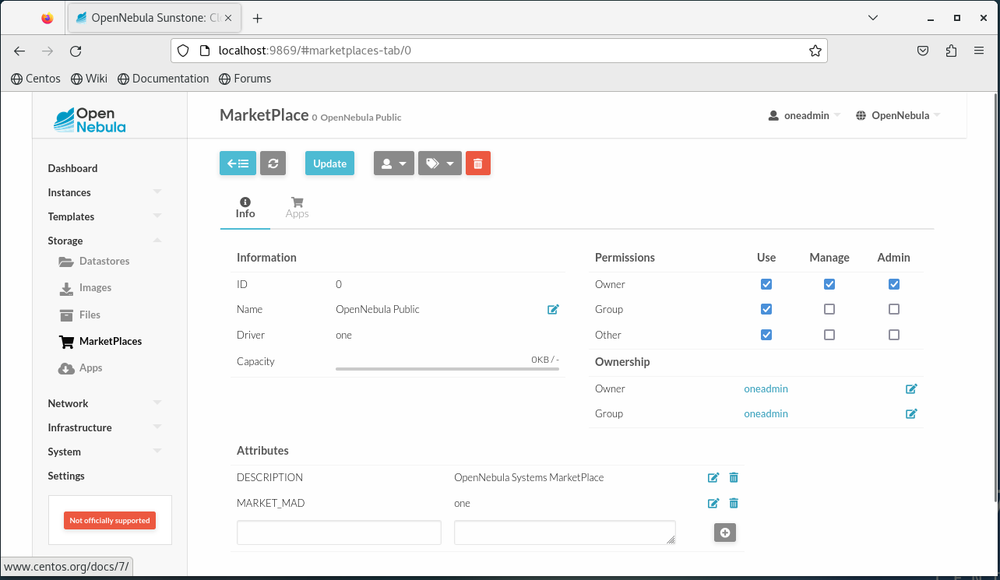 OpenNebula Sunstone: Cl
localhost:9869/#marketplaces-tab/0
Centos Wiki Documentation Forums
Open
Nebula
MarketPlace 0 OpenNebula Public
oneadmin OpenNebula
Dashboard
Instances
Templates
Storage
Datastores
Images
Files
MarketPlaces
Apps
Network
Infrastructure
System
Settings
Not officially supported
Update
Info Apps
Information
ID 0
Name OpenNebula Public
Driver one
Capacity 0KB / -
Permissions Use Manage Admin
Owner
Group
Other
Ownership
Owner oneadmin
Group oneadmin
Attributes
DESCRIPTION OpenNebula Systems MarketPlace
MARKET_MAD one
www.centos.org/docs/7/